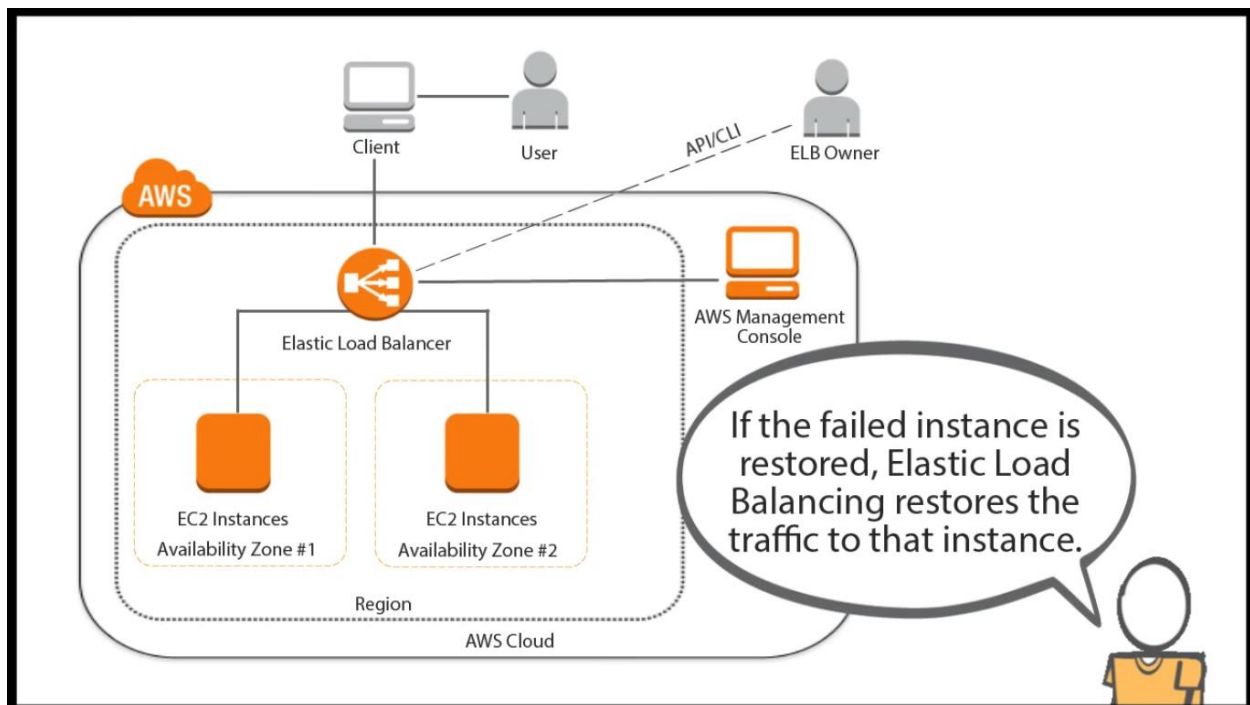 Client
User
API/CLI
ELB Owner
AWS
Elastic Load Balancer
AWS Management
Console
EC2 Instances
Availability Zone #1
EC2 Instances
Availability Zone #2
Region
AWS Cloud
If the failed instance is
restored, Elastic Load
Balancing restores the
traffic to that instance.